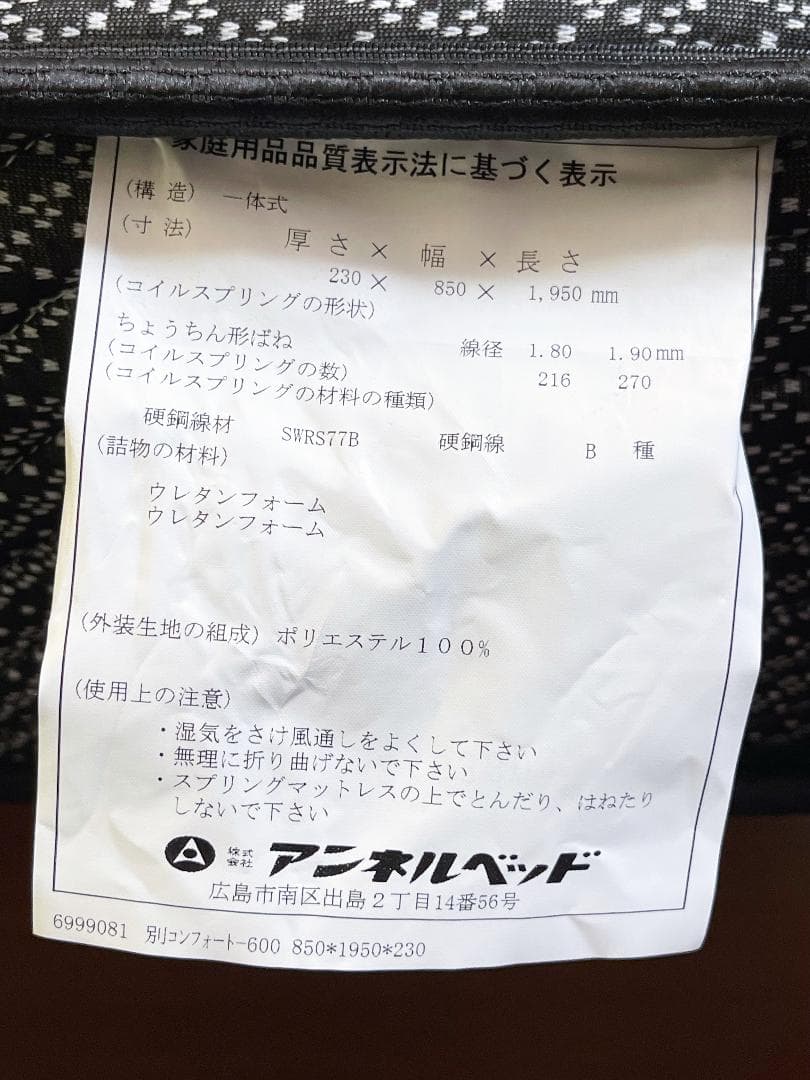 家庭用品品質表示法に基づく表示
(構 造) 一体式
(寸 法)
厚 さ × 幅 × 長 さ
230 × 850 × 1,950 mm
(コイルスプリングの形状)
ちょうちん形ばね 線径 1.80 1.90mm
(コイルスプリングの数) 216 270
(コイルスプリングの材料の種類)
硬鋼線材 SWRS77B 硬鋼線 B 種
(詰物の材料)
ウレタンフォーム
ウレタンフォーム
(外装生地の組成) ポリエステル100%
(使用上の注意)
・湿気をさけ風通しをよくして下さい
・無理に折り曲げないで下さい
・スプリングマットレスの上でとんだり、はねたり
しないで下さい
株式会社 アンネルベッド
広島市南区出島2丁目14番56号
6999081 別リコンフォートー600 850*1950*230